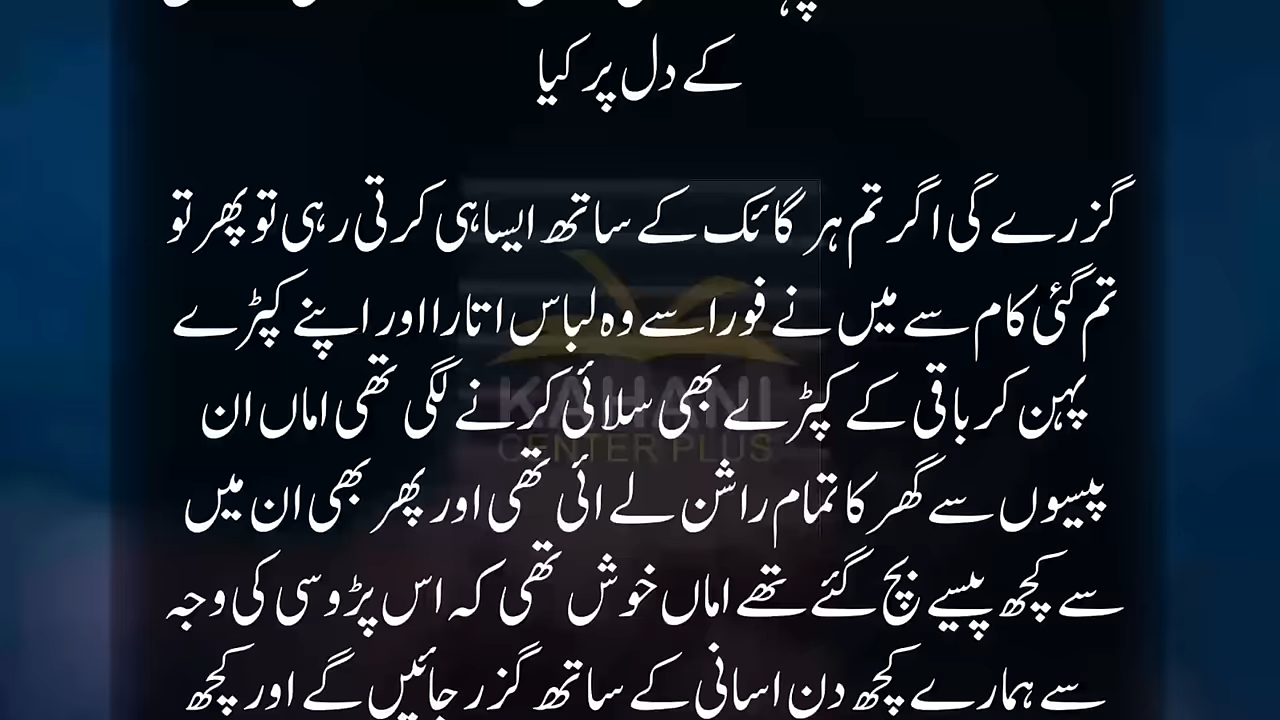 کے دل پر کیا
گزرے گی اگر تم ہر گائک کے ساتھ ایسا ہی کرتی رہی تو پھر تو
تم گئی کام سے میں نے فورا سے وہ لباس اتارا اور اپنے کپڑے
پہن کر باقی کے کپڑے بھی سلائی کرنے لگی تھی اماں ان
پیسوں سے گھر کا تمام راشن لے ائی تھی اور پھر بھی ان میں
سے کچھ پیسے بچ گئے تھے اماں خوش تھی کہ اس پڑوسی کی وجہ
سے ہمارے کچھ دن اسانی کے ساتھ گزر جائیں گے اور کچھ
KAHANI
CENTER PLUS